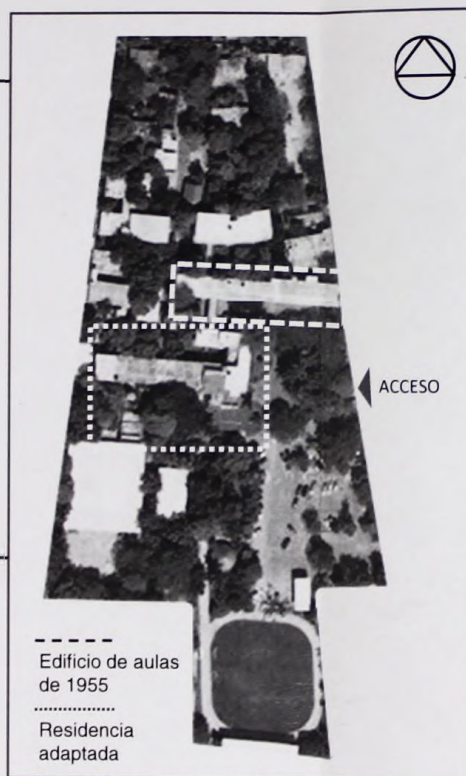 ACCESO
Edificio de aulas
de 1955
Residencia
adaptada